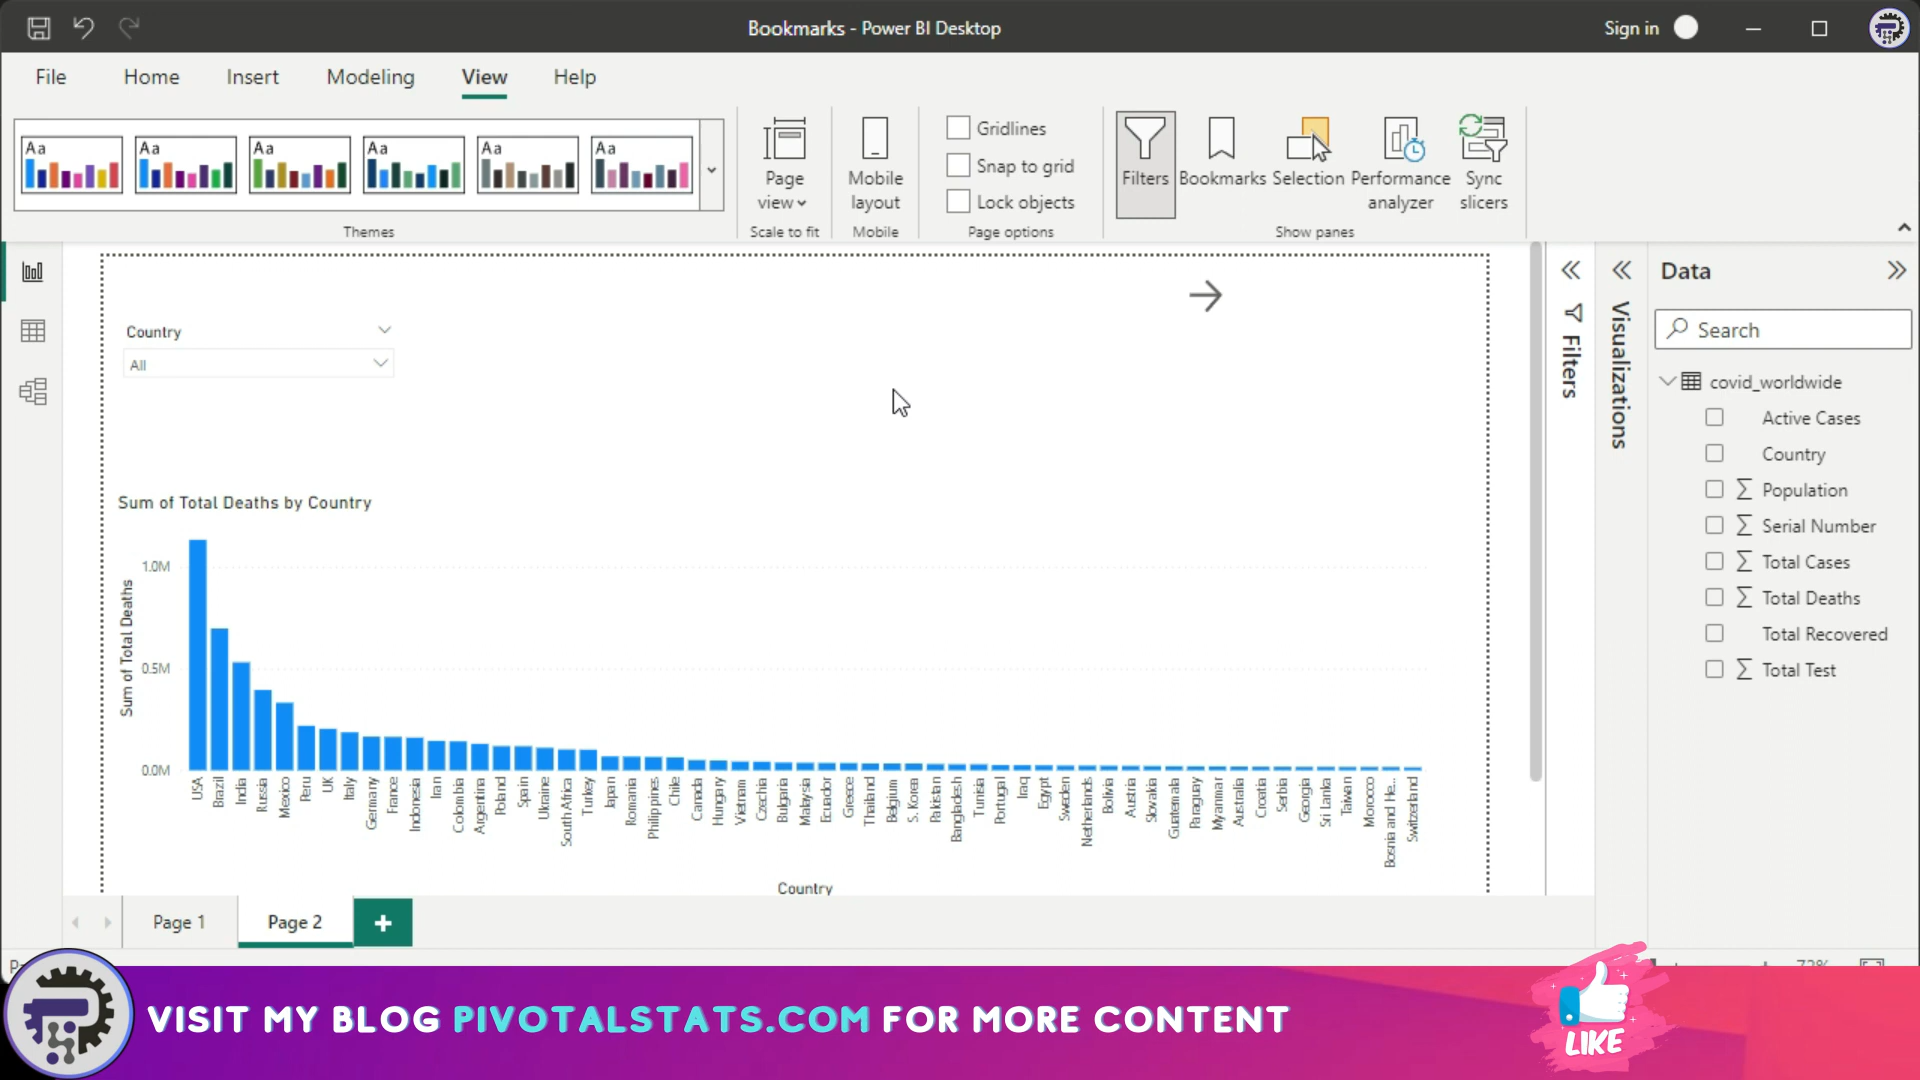 Bookmarks - Power BI Desktop
Sign in
File
Home
Insert
Modeling
View
Help
Aa
Aa
Aa
Aa
Aa
Aa
Themes
Page view
Scale to fit
Mobile layout
Mobile
Gridlines
Snap to grid
Lock objects
Page options
Filters
Bookmarks
Selection
Performance analyzer
Sync slicers
Show panes
Country
All
Sum of Total Deaths by Country
Sum of Total Deaths
1.0M
0.5M
0.0M
USA
Brazil
India
Russia
Mexico
Peru
UK
Italy
Germany
France
Indonesia
Iran
Colombia
Argentina
Poland
Spain
Ukraine
South Africa
Turkey
Japan
Romania
Philippines
Chile
Canada
Hungary
Vietnam
Czechia
Bulgaria
Malaysia
Ecuador
Greece
Thailand
Belgium
S. Korea
Pakistan
Bangladesh
Tunisia
Portugal
Iraq
Egypt
Sweden
Netherlands
Bolivia
Austria
Slovakia
Guatemala
Paraguay
Myanmar
Australia
Croatia
Serbia
Georgia
Sri Lanka
Taiwan
Morocco
Bosnia and He...
Switzerland
Country
Filters
Visualizations
Data
Search
covid_worldwide
Active Cases
Country
Population
Serial Number
Total Cases
Total Deaths
Total Recovered
Total Test
Page 1
Page 2
VISIT MY BLOG PIVOTALSTATS.COM FOR MORE CONTENT
LIKE